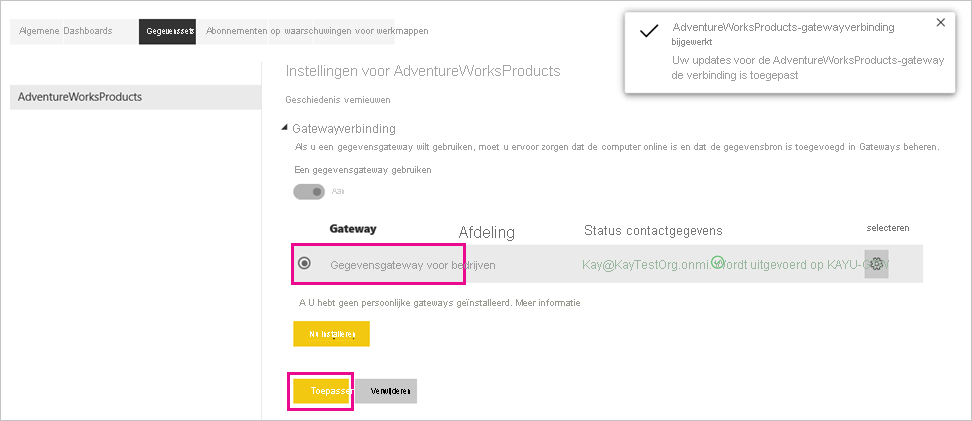 Algemene Dashboards Gegevenssets Abonnementen op waarschuwingen voor werkmappen
AdventureWorksProducts-gatewayverbinding
bijgewerkt
Uw updates voor de AdventureWorksProducts-gateway
de verbinding is toegepast
AdventureWorksProducts
Instellingen voor AdventureWorksProducts
Geschiedenis vernieuwen
Gatewayverbinding
Als u een gegevensgateway wilt gebruiken, moet u ervoor zorgen dat de computer online is en dat de gegevensbron is toegevoegd in Gateways beheren.
Een gegevensgateway gebruiken
Aan
Gateway Afdeling Status contactgegevens selecteren
Gegevensgateway voor bedrijven Kay@KayTestOrg.onmi. Wordt uitgevoerd op
A U hebt geen persoonlijke gateways geïnstalleerd. Meer informatie
Nu installeren
Toepassen Verwijderen